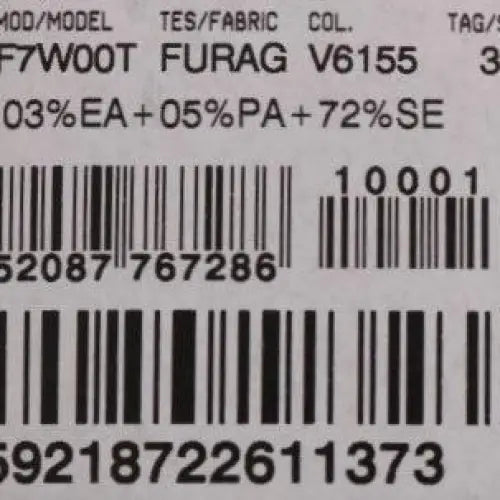 MOD/MODEL TES/FABRIC COL. TAG/S
F7W00T FURAG V6155 3
03%EA+05%PA+72%SE
10001
52087 767286
59218722611373